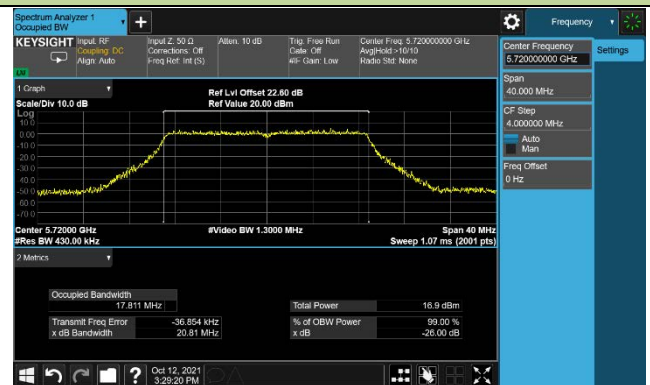 Spectrum Analyzer 1
Occupied BW
Frequency
KEYSIGHT
Input: RF
Coupling: DC
Align: Auto
Input Z: 50 Ω
Corrections: Off
Freq Ref: Int (S)
Atten: 10 dB
Trig: Free Run
Gate: Off
#IF Gain: Low
Center Freq: 5.720000000 GHz
Avg|Hold:>10/10
Radio Std: None
LXI
Center Frequency
5.720000000 GHz
Settings
Span
40.000 MHz
CF Step
4.000000 MHz
Auto
Man
Freq Offset
0 Hz
1 Graph
Scale/Div 10.0 dB
Ref Lvl Offset 22.60 dB
Ref Value 20.00 dBm
Log
10.0
0.00
-10.0
-20.0
-30.0
-40.0
-50.0
-60.0
-70.0
Center 5.72000 GHz
#Res BW 430.00 kHz
#Video BW 1.3000 MHz
Span 40 MHz
Sweep 1.07 ms (2001 pts)
2 Metrics
Occupied Bandwidth
17.811 MHz
Total Power 16.9 dBm
Transmit Freq Error -36.854 kHz
% of OBW Power 99.00 %
x dB Bandwidth 20.81 MHz
x dB -26.00 dB
?
Oct 12, 2021
3:29:20 PM